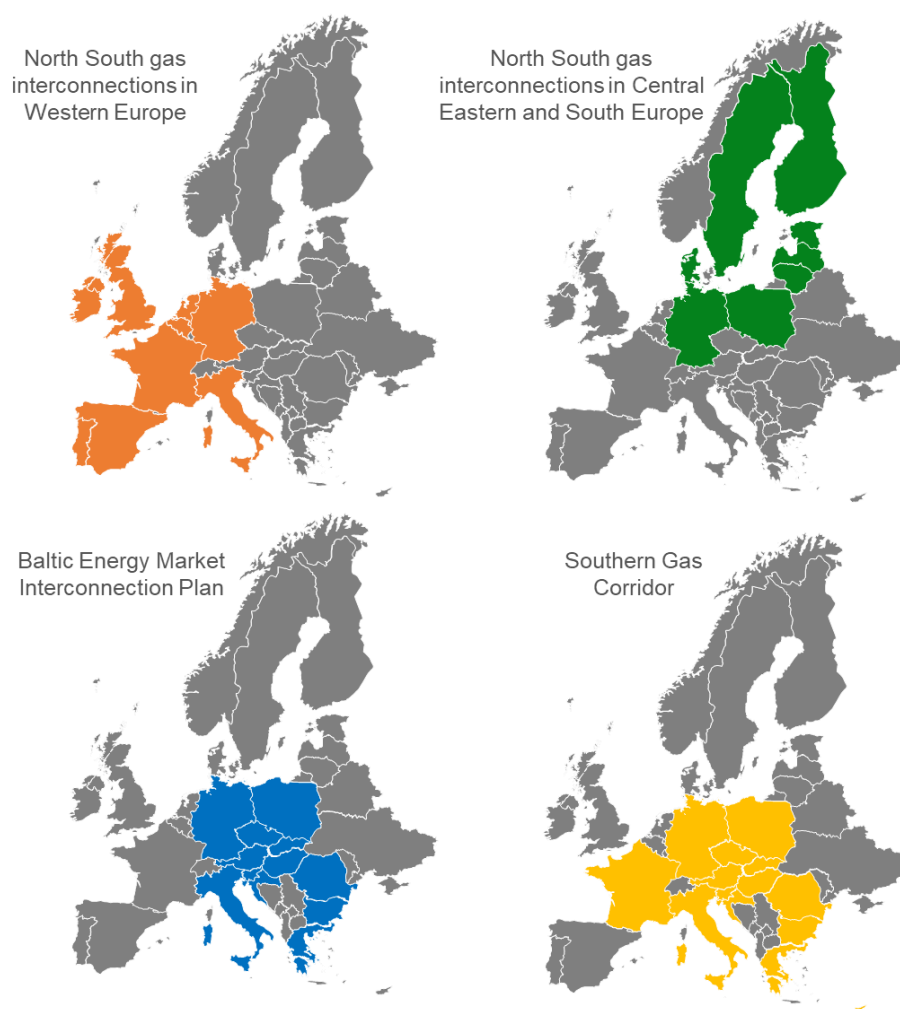 North South gas
interconnections in
Western Europe
North South gas
interconnections in Central
Eastern and South Europe
Baltic Energy Market
Interconnection Plan
Southern Gas
Corridor